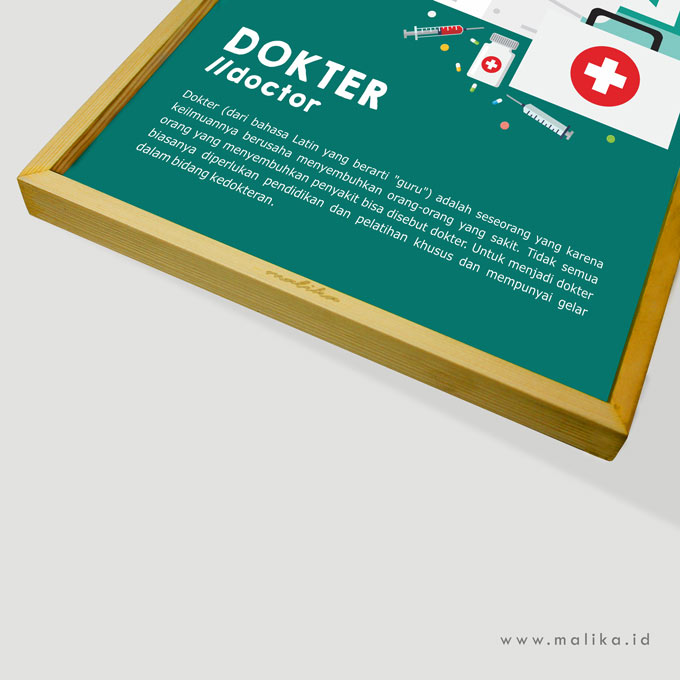 DOKTER
//doctor
Dokter (dari bahasa Latin yang berarti "guru") adalah seseorang yang karena
keilmuannya berusaha menyembuhkan orang-orang yang sakit. Tidak semua
orang yang menyembuhkan penyakit bisa disebut dokter. Untuk menjadi dokter
biasanya diperlukan pendidikan dan pelatihan khusus dan mempunyai gelar
dalam bidang kedokteran.
malika
www.malika.id